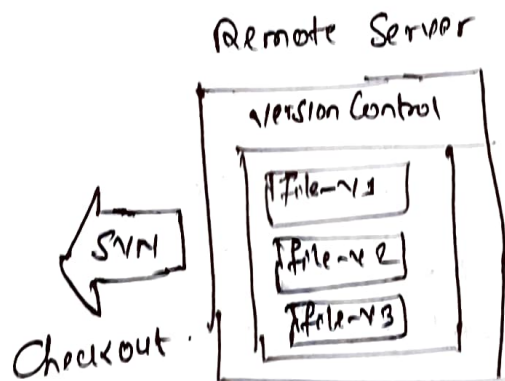 Remote Server
version Control
file-v1
file-v2
file-v3
SVN
Checkout.